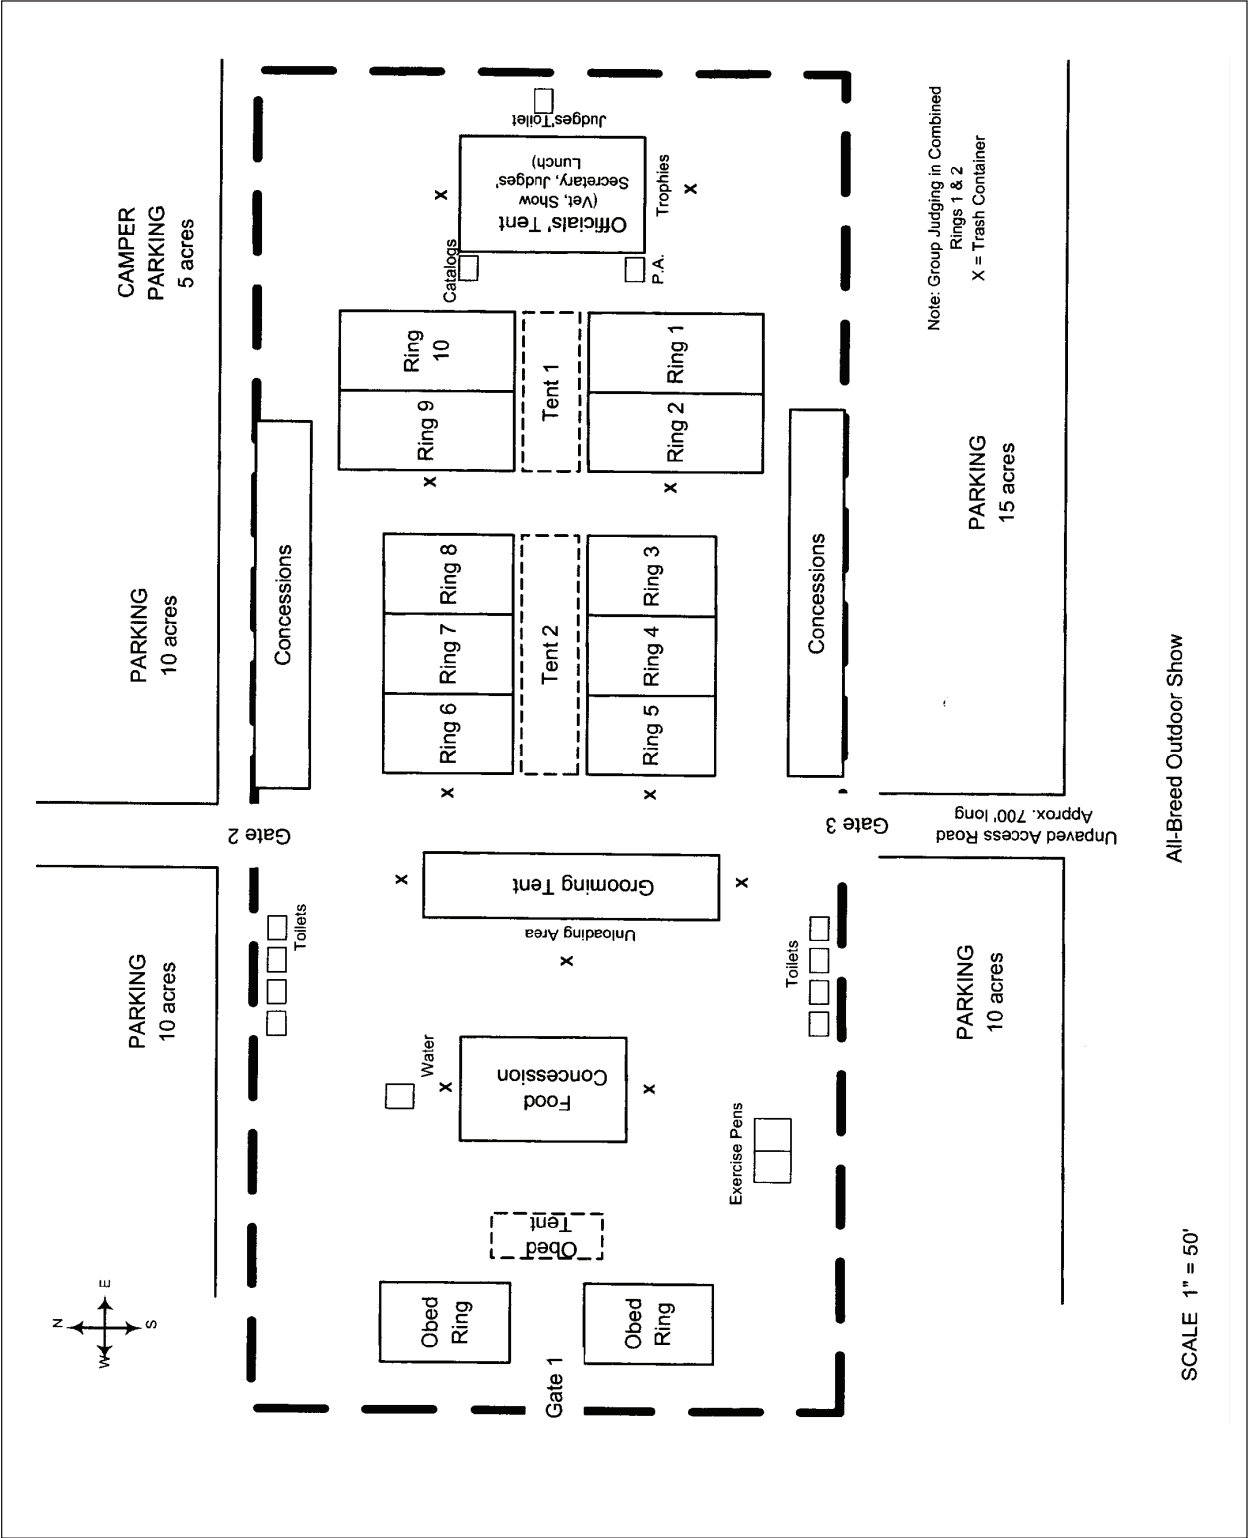 N
W
E
S
PARKING
10 acres
PARKING
10 acres
CAMPER
PARKING
5 acres
Gate 2
Concessions
Toilets
Judges' Toilet
Officials' Tent
(Vet, Show
Secretary, Judges'
Lunch)
Catalogs
P.A.
Trophies
X
X
Ring
10
Ring 9
Tent 1
Ring 1
Ring 2
X
X
Ring 8
Ring 7
Ring 6
Tent 2
Ring 3
Ring 4
Ring 5
X
X
X
Grooming Tent
X
Unloading Area
X
Water
X
Food
Concession
X
Exercise Pens
Obed
Tent
Obed
Ring
Obed
Ring
Gate 1
Toilets
Gate 3
Concessions
PARKING
10 acres
Unpaved Access Road
Approx. 700' long
PARKING
15 acres
Note: Group Judging in Combined
Rings 1 & 2
X = Trash Container
SCALE 1" = 50'
All-Breed Outdoor Show